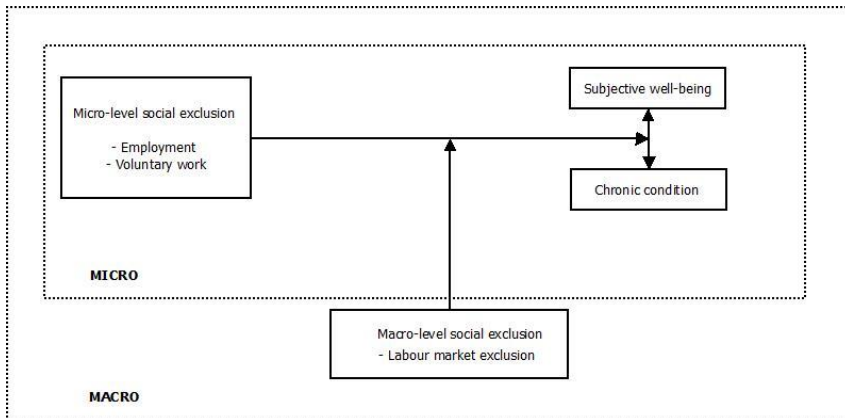 Subjective well-being
Micro-level social exclusion
- Employment
- Voluntary work
Chronic condition
MICRO
Macro-level social exclusion
- Labour market exclusion
MACRO